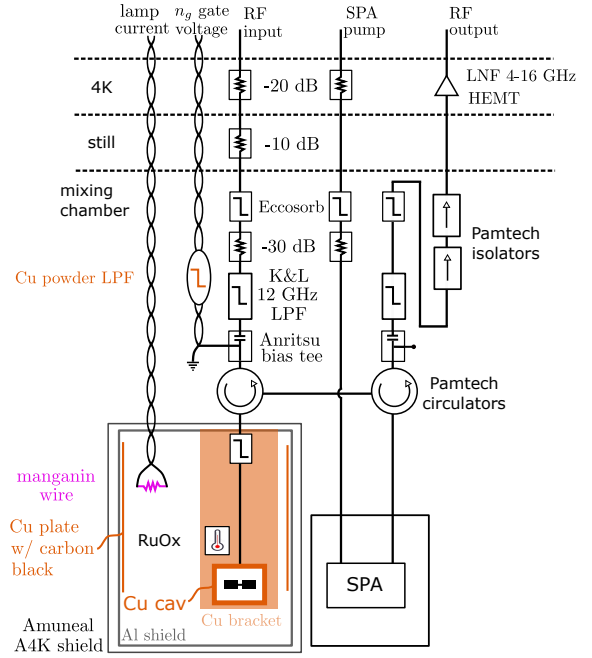 lamp
current
n_g gate
voltage
RF
input
SPA
pump
RF
output
4K
-20 dB
LNF 4-16 GHz
HEMT
still
-10 dB
mixing
chamber
Eccosorb
-30 dB
Pamtech
isolators
Cu powder LPF
K&L
12 GHz
LPF
Anritsu
bias tee
Pamtech
circulators
manganin
wire
Cu plate
w/ carbon
black
RuOx
Cu cav
SPA
Cu bracket
Al shield
Amuneal
A4K shield